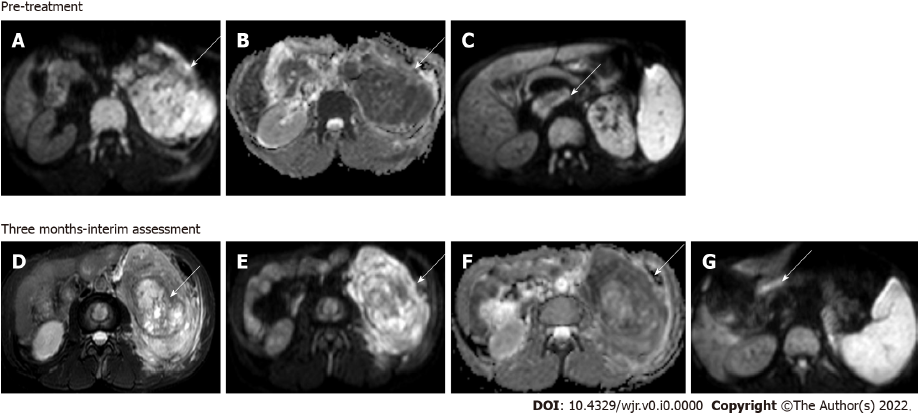 Pre-treatment
A B C
Three months-interim assessment
D E F G
DOI: 10.4329/wjr.v0.i0.0000 Copyright ©The Author(s) 2022.